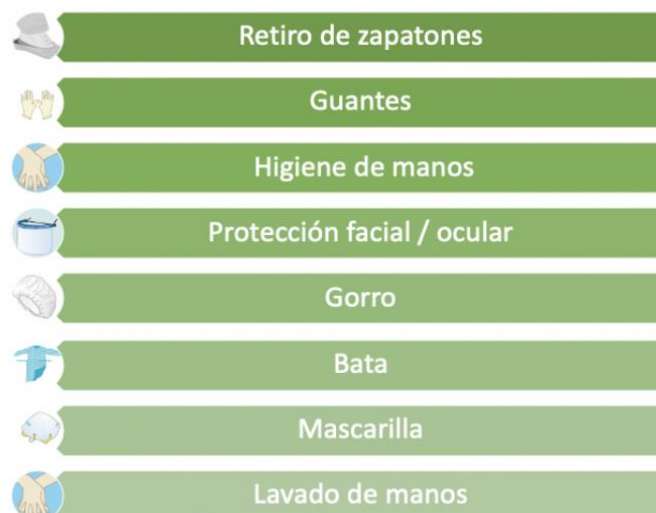 Retiro de zapatones
Guantes
Higiene de manos
Protección facial / ocular
Gorro
Bata
Mascarilla
Lavado de manos